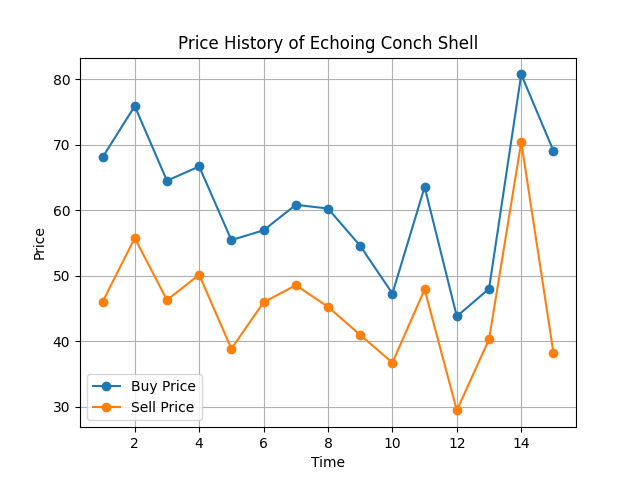 Price History of Echoing Conch Shell
80
70
60
50
40
30
Price
Buy Price
Sell Price
2 4 6 8 10 12 14
Time